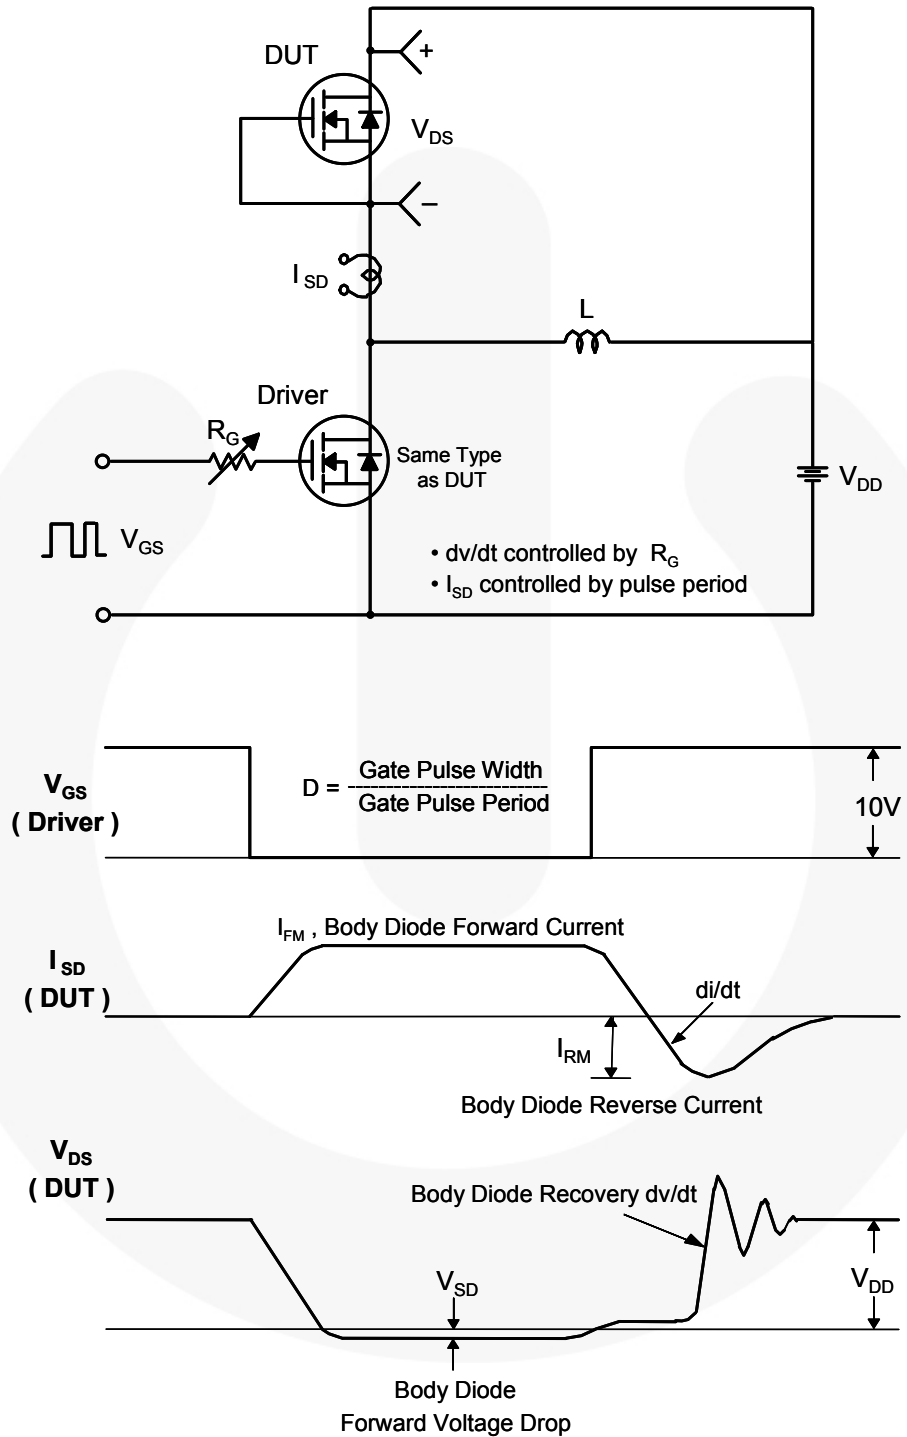 DUT
+
V_DS
−
I_SD
L
Driver
R_G
Same Type
as DUT
V_DD
V_GS
• dv/dt controlled by R_G
• I_SD controlled by pulse period
V_GS
( Driver )
D = Gate Pulse Width
--------------------------
Gate Pulse Period
10V
I_FM , Body Diode Forward Current
I_SD
( DUT )
di/dt
I_RM
Body Diode Reverse Current
V_DS
( DUT )
Body Diode Recovery dv/dt
V_SD
V_DD
Body Diode
Forward Voltage Drop